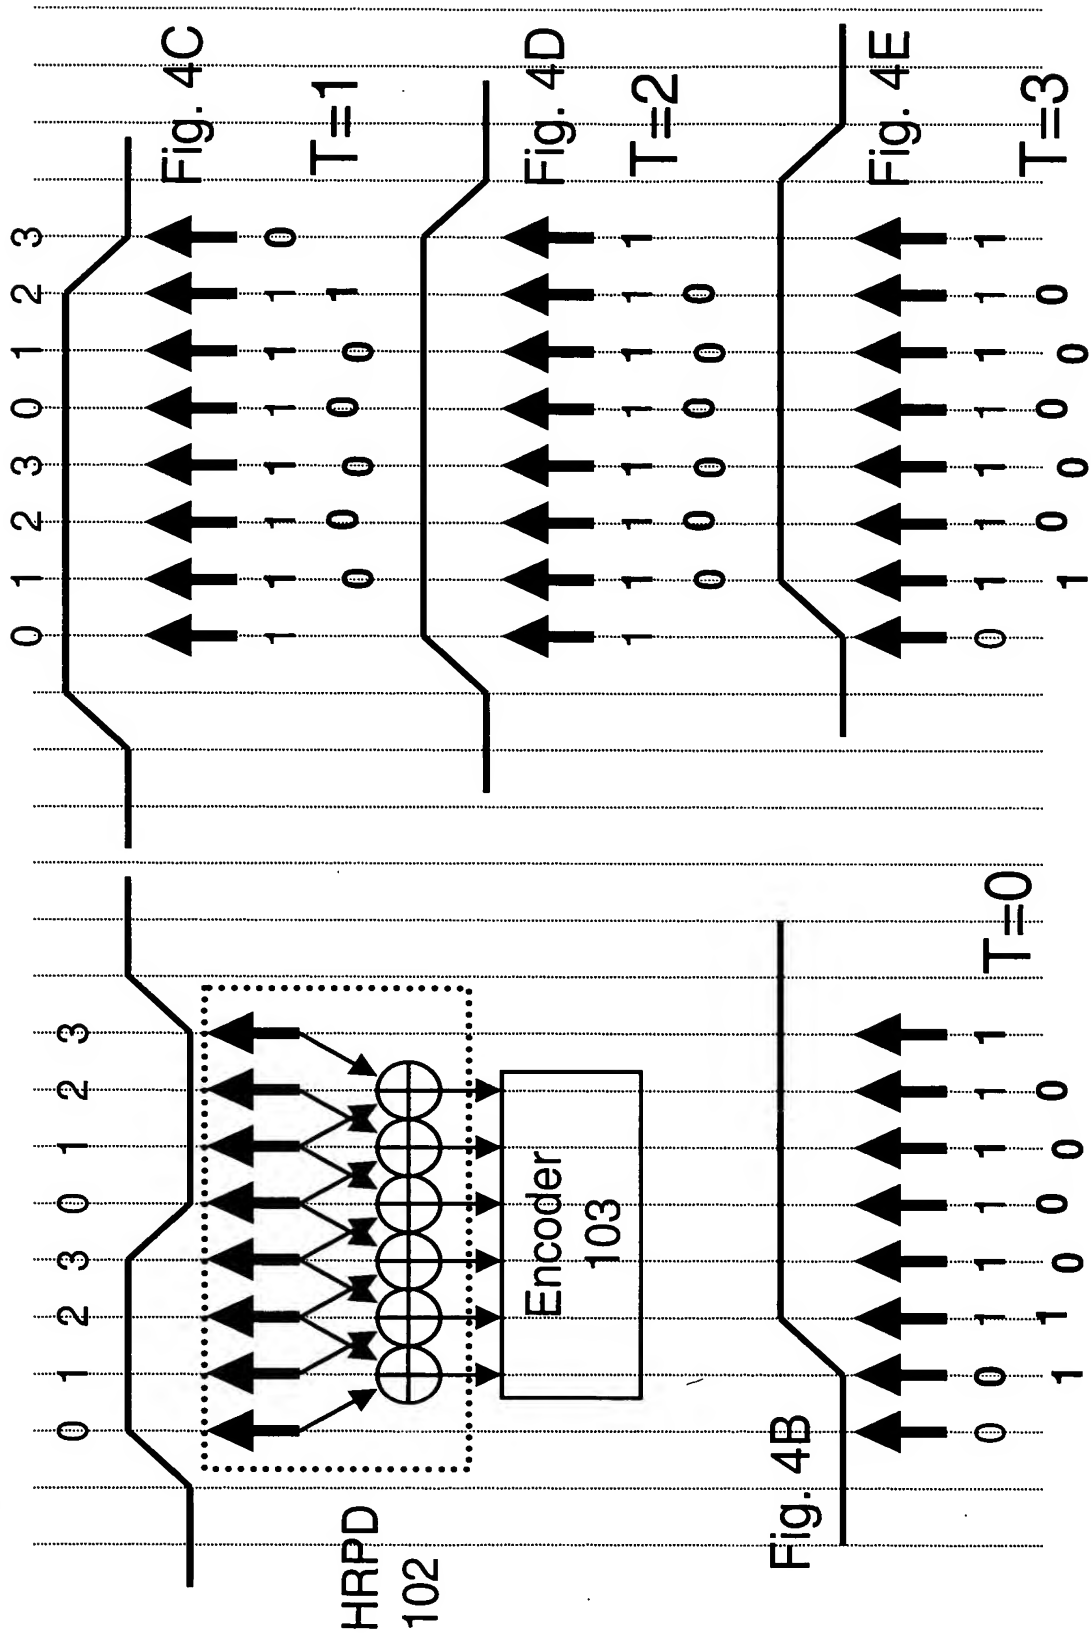 0 1 2 3 0 1 2 3
HRPD
102
Encoder
103
Fig. 4B
0 0 1 1 1 1 1 1
1 1 0 0 0 0
T=0
0 1 2 3 0 1 2 3
Fig. 4C
1 1 1 1 1 1 1 0
0 0 0 0 0 1
T=1
Fig. 4D
1 1 1 1 1 1 1 1
0 0 0 0 0 0
T=2
Fig. 4E
0 1 1 1 1 1 1 1
1 0 0 0 0 0
T=3